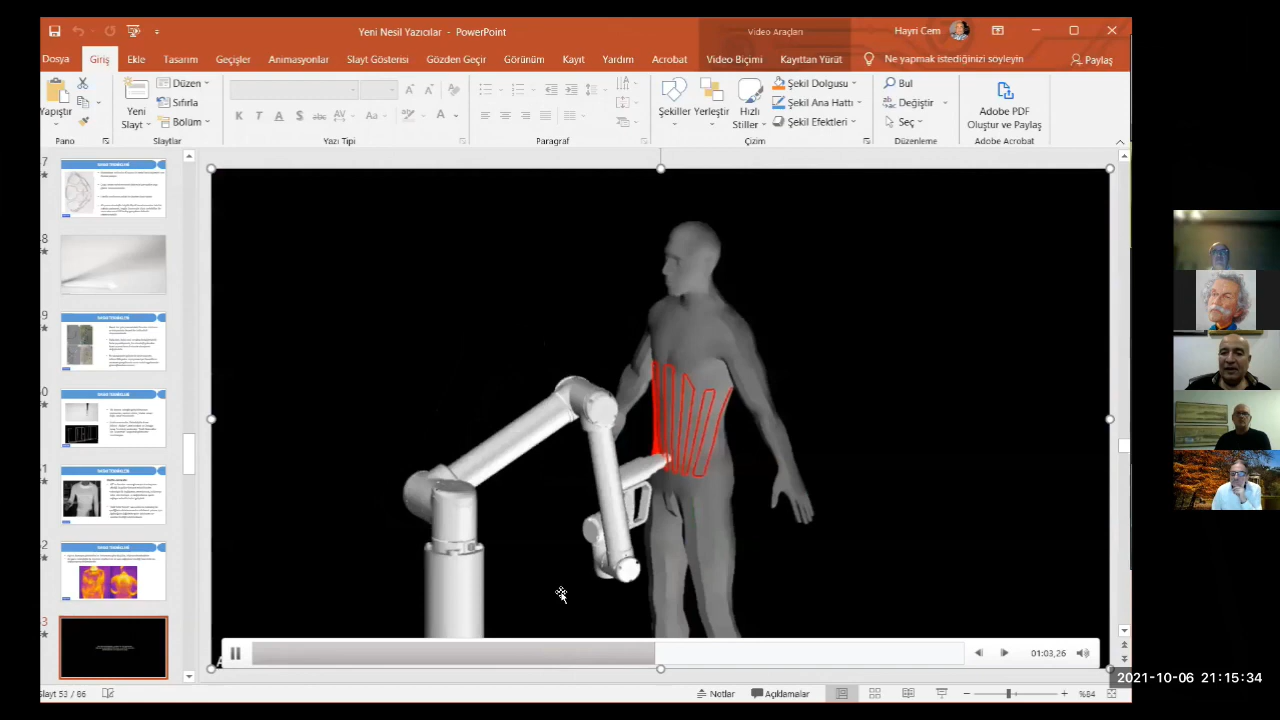 Yeni Nesil Yazıcılar - PowerPoint
Video Araçları
Hayri Cem
Dosya Giriş Ekle Tasarım Geçişler Animasyonlar Slayt Gösterisi Gözden Geçir Görünüm Kayıt Yardım Acrobat Video Biçimi Kayıttan Yürüt Ne yapmak istediğinizi söyleyin Paylaş
Yapıştır
Yeni
Slayt
Düzen
Sıfırla
Bölüm
K T A S abc AV Aa A
Şekiller Yerleştir Hızlı
Stiller
Şekil Dolgusu
Şekil Ana Hattı
Şekil Efektleri
Bul
Değiştir
Seç
Adobe PDF
Oluştur ve Paylaş
Pano Slaytlar Yazı Tipi Paragraf Çizim Düzenleme Adobe Acrobat
7
8
9
0
1
2
3
01:03,26
2021-10-06 21:15:34
Slayt 53 / 86
Notlar
Açıklamalar
%84